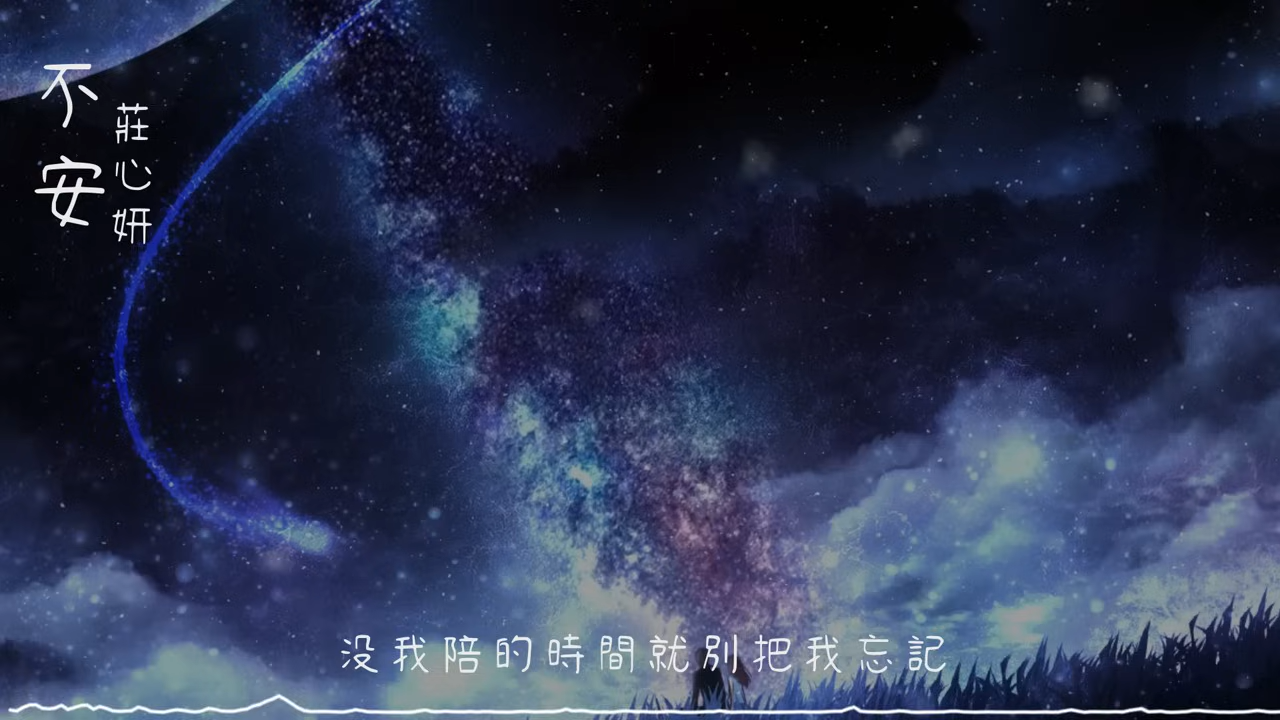 不安
莊心妍
没我陪的時間就別把我忘記